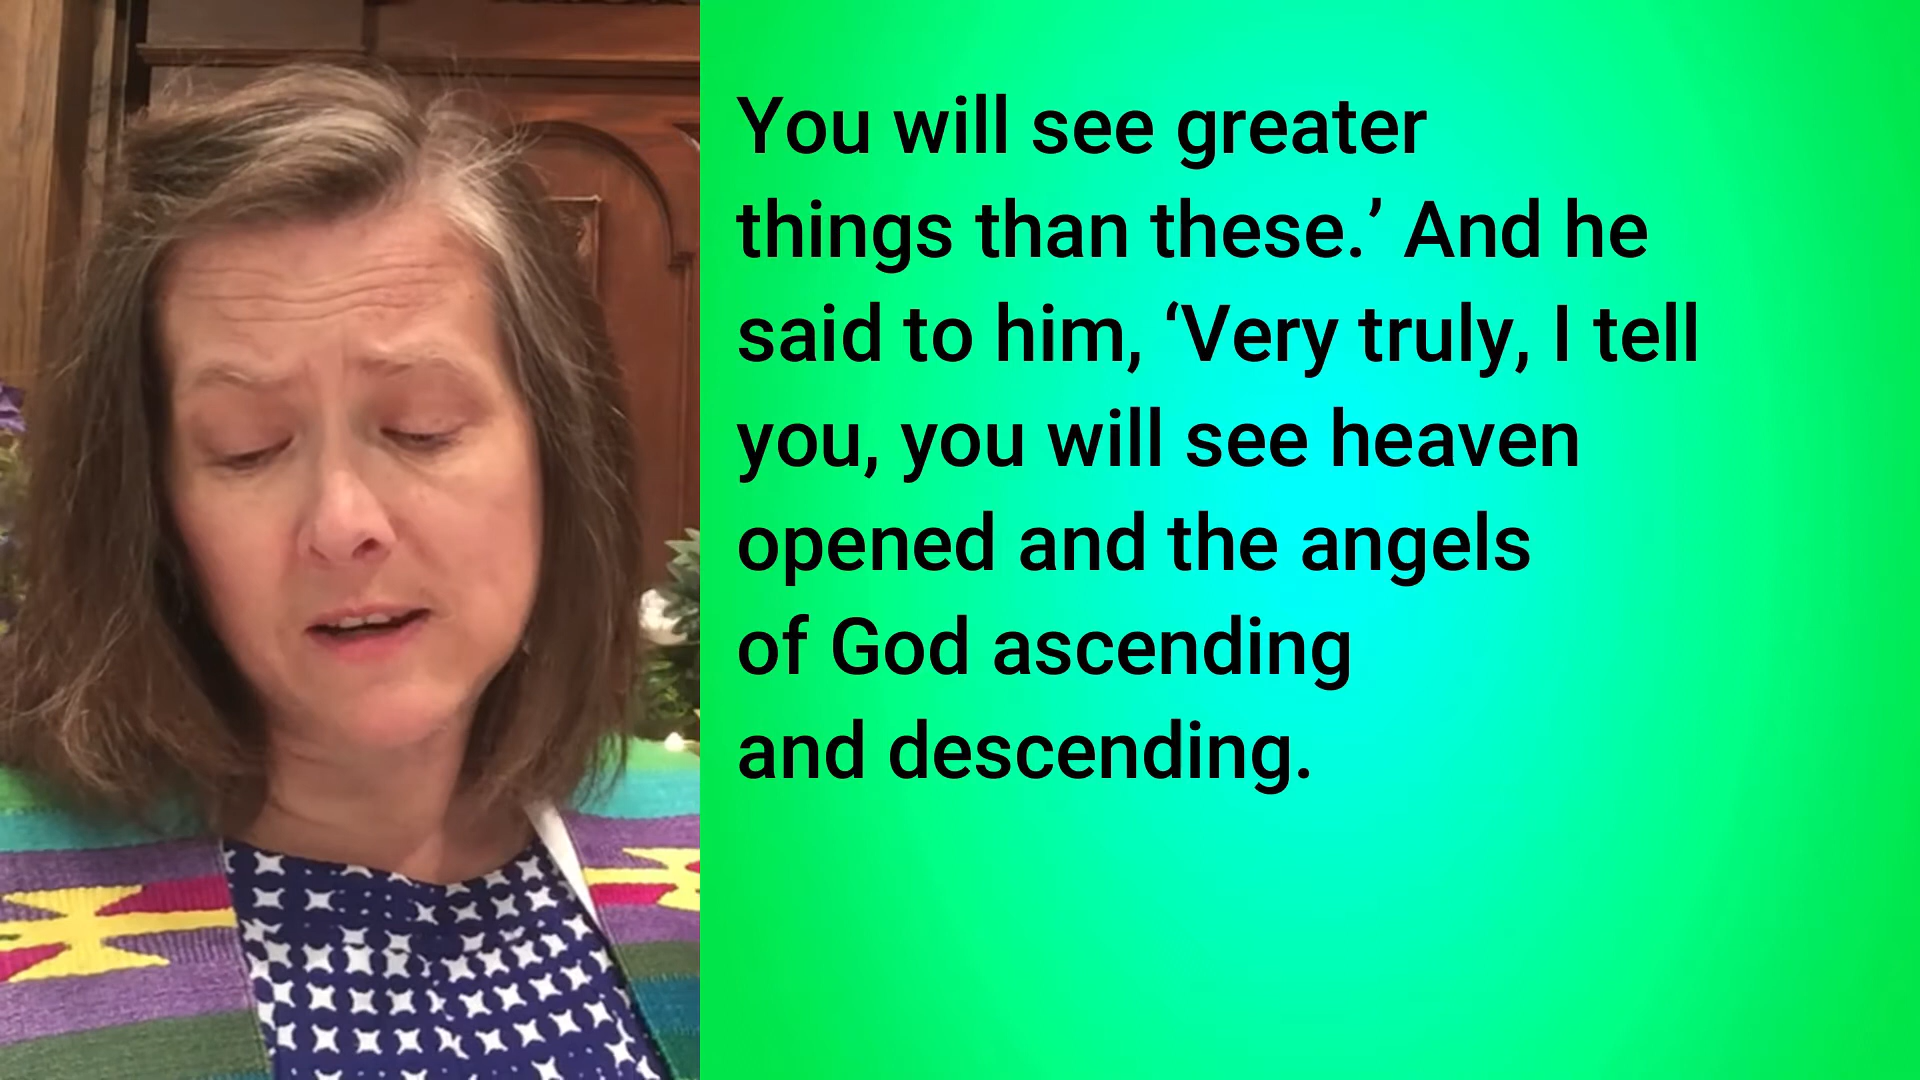 You will see greater
things than these.’ And he
said to him, ‘Very truly, I tell
you, you will see heaven
opened and the angels
of God ascending
and descending.